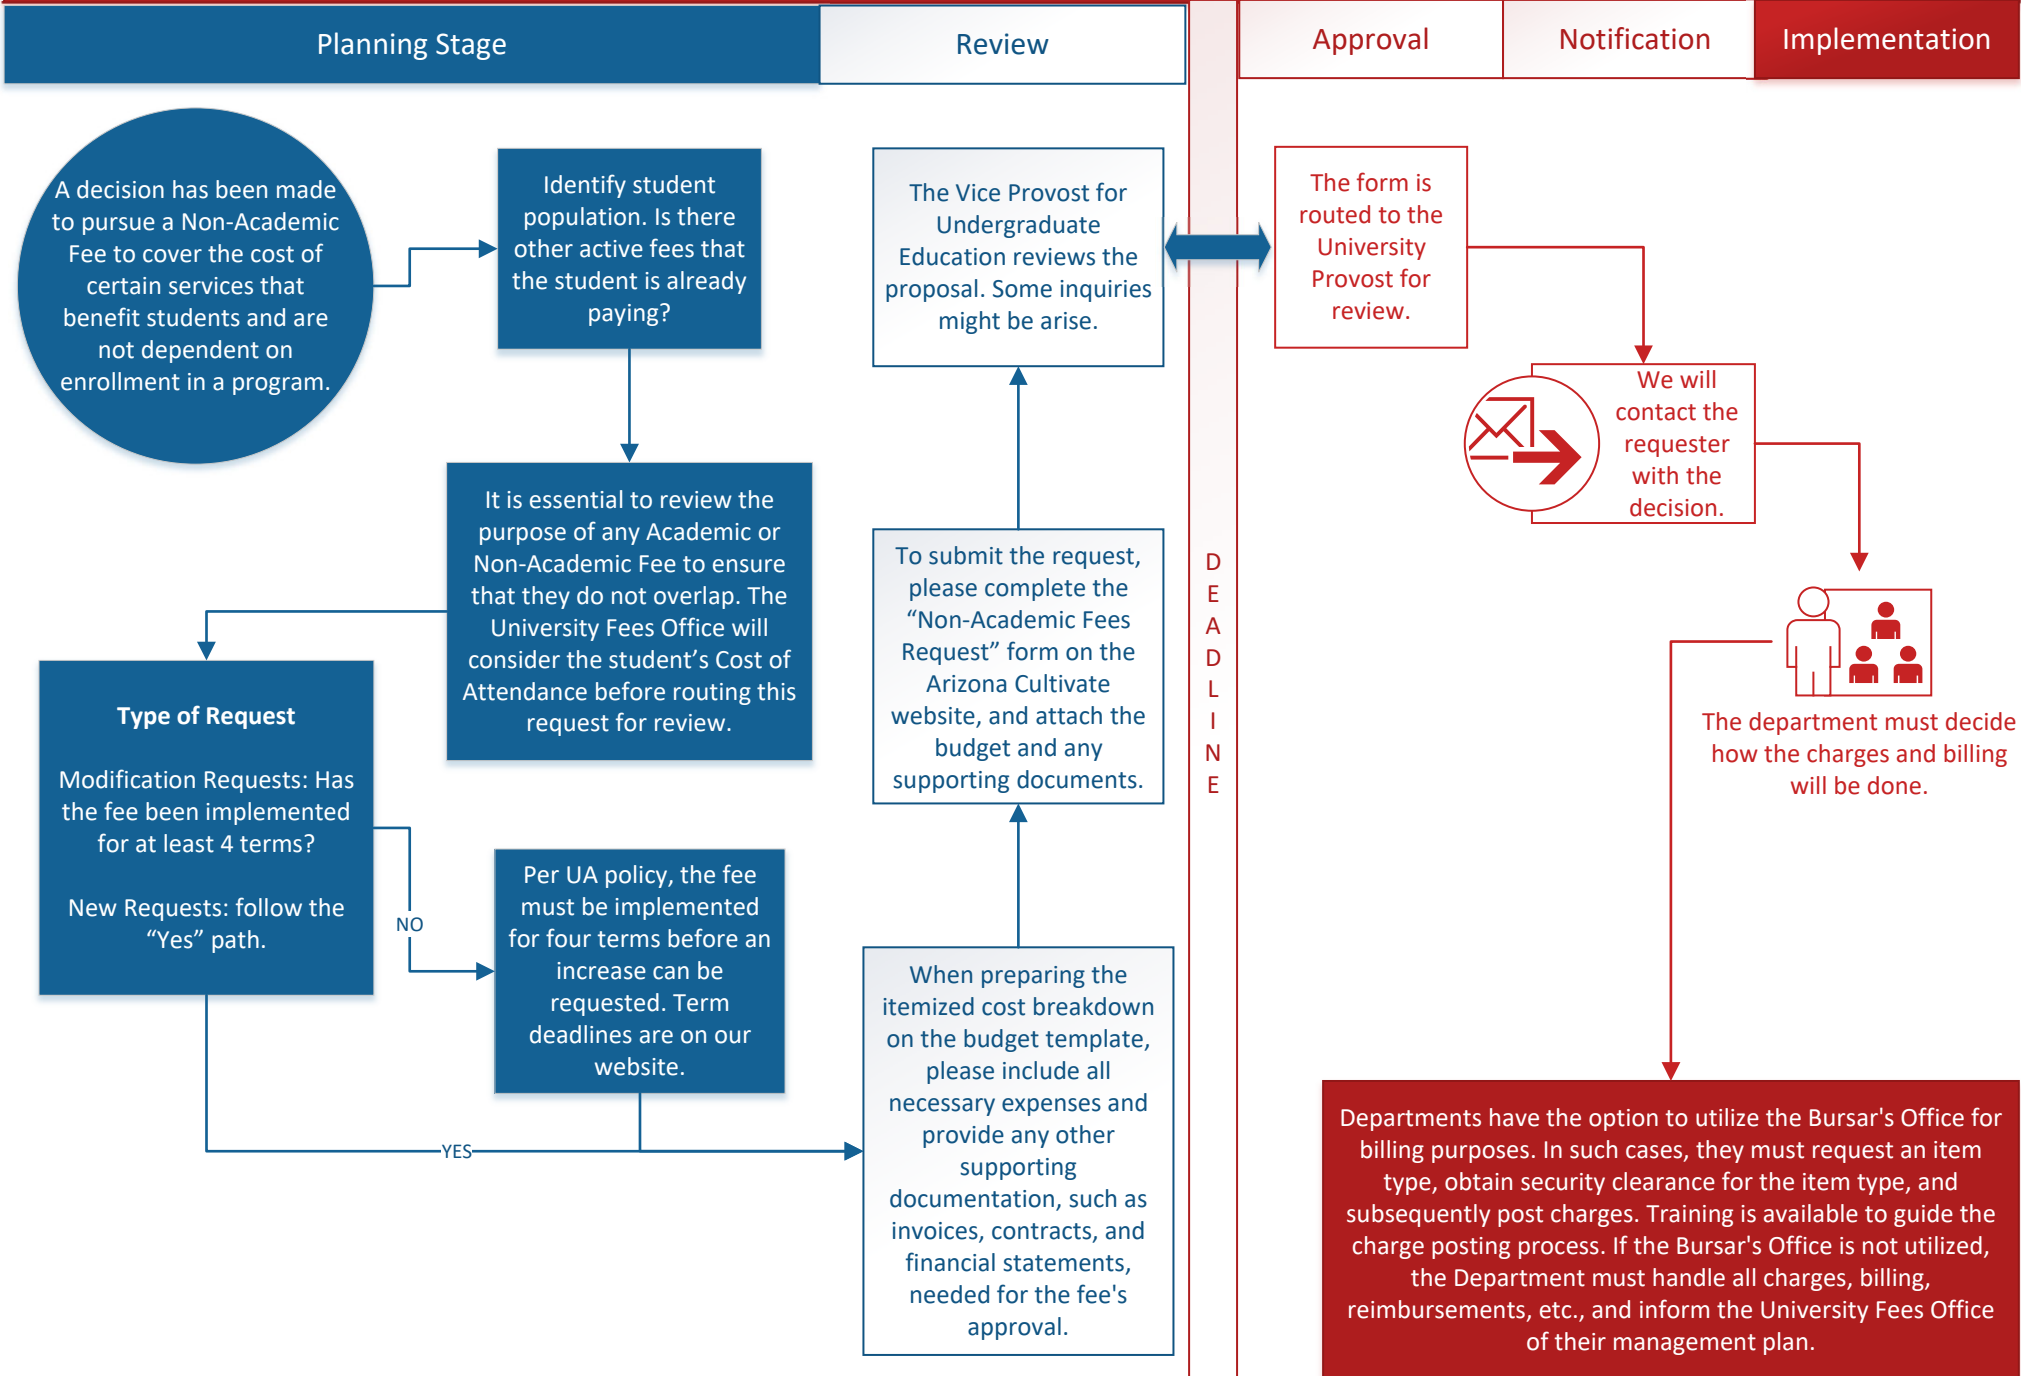 Planning Stage
Review
Approval
Notification
Implementation
A decision has been made
to pursue a Non-Academic
Fee to cover the cost of
certain services that
benefit students and are
not dependent on
enrollment in a program.
Identify student
population. Is there
other active fees that
the student is already
paying?
It is essential to review the
purpose of any Academic or
Non-Academic Fee to ensure
that they do not overlap. The
University Fees Office will
consider the student's Cost of
Attendance before routing this
request for review.
Type of Request
Modification Requests: Has
the fee been implemented
for at least 4 terms?
New Requests: follow the
“Yes” path.
NO
Per UA policy, the fee
must be implemented
for four terms before an
increase can be
requested. Term
deadlines are on our
website.
YES
When preparing the
itemized cost breakdown
on the budget template,
please include all
necessary expenses and
provide any other
supporting
documentation, such as
invoices, contracts, and
financial statements,
needed for the fee's
approval.
To submit the request,
please complete the
“Non-Academic Fees
Request” form on the
Arizona Cultivate
website, and attach the
budget and any
supporting documents.
The Vice Provost for
Undergraduate
Education reviews the
proposal. Some inquiries
might be arise.
D
E
A
D
L
I
N
E
The form is
routed to the
University
Provost for
review.
We will
contact the
requester
with the
decision.
The department must decide
how the charges and billing
will be done.
Departments have the option to utilize the Bursar's Office for
billing purposes. In such cases, they must request an item
type, obtain security clearance for the item type, and
subsequently post charges. Training is available to guide the
charge posting process. If the Bursar's Office is not utilized,
the Department must handle all charges, billing,
reimbursements, etc., and inform the University Fees Office
of their management plan.